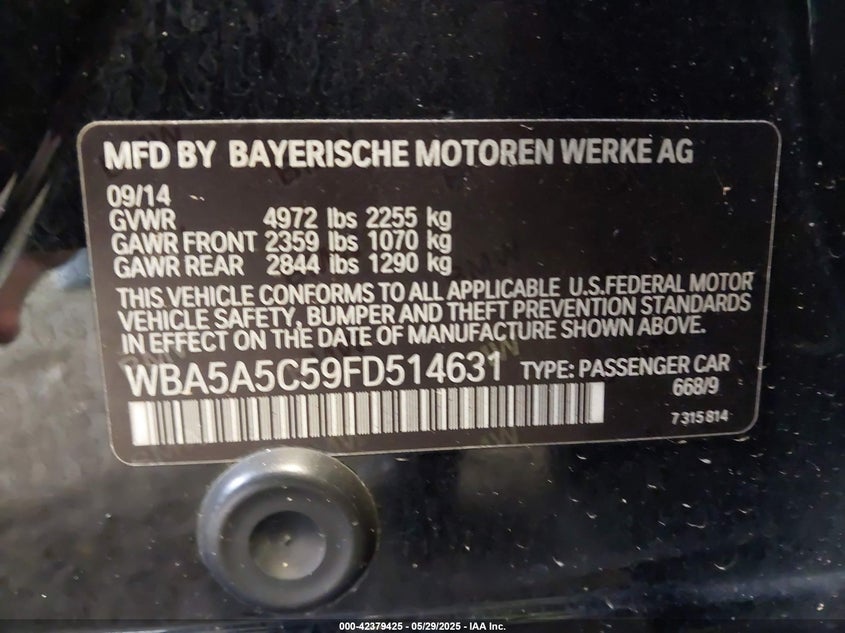 MFD BY BAYERISCHE MOTOREN WERKE AG
09/14
GVWR 4972 lbs 2255 kg
GAWR FRONT 2359 lbs 1070 kg
GAWR REAR 2844 lbs 1290 kg
THIS VEHICLE CONFORMS TO ALL APPLICABLE U.S.FEDERAL MOTOR
VEHICLE SAFETY, BUMPER AND THEFT PREVENTION STANDARDS
IN EFFECT ON THE DATE OF MANUFACTURE SHOWN ABOVE.
WBA5A5C59FD514631 TYPE: PASSENGER CAR
668/9
7 315 814
000-42379425 - 05/29/2025 - IAA Inc.